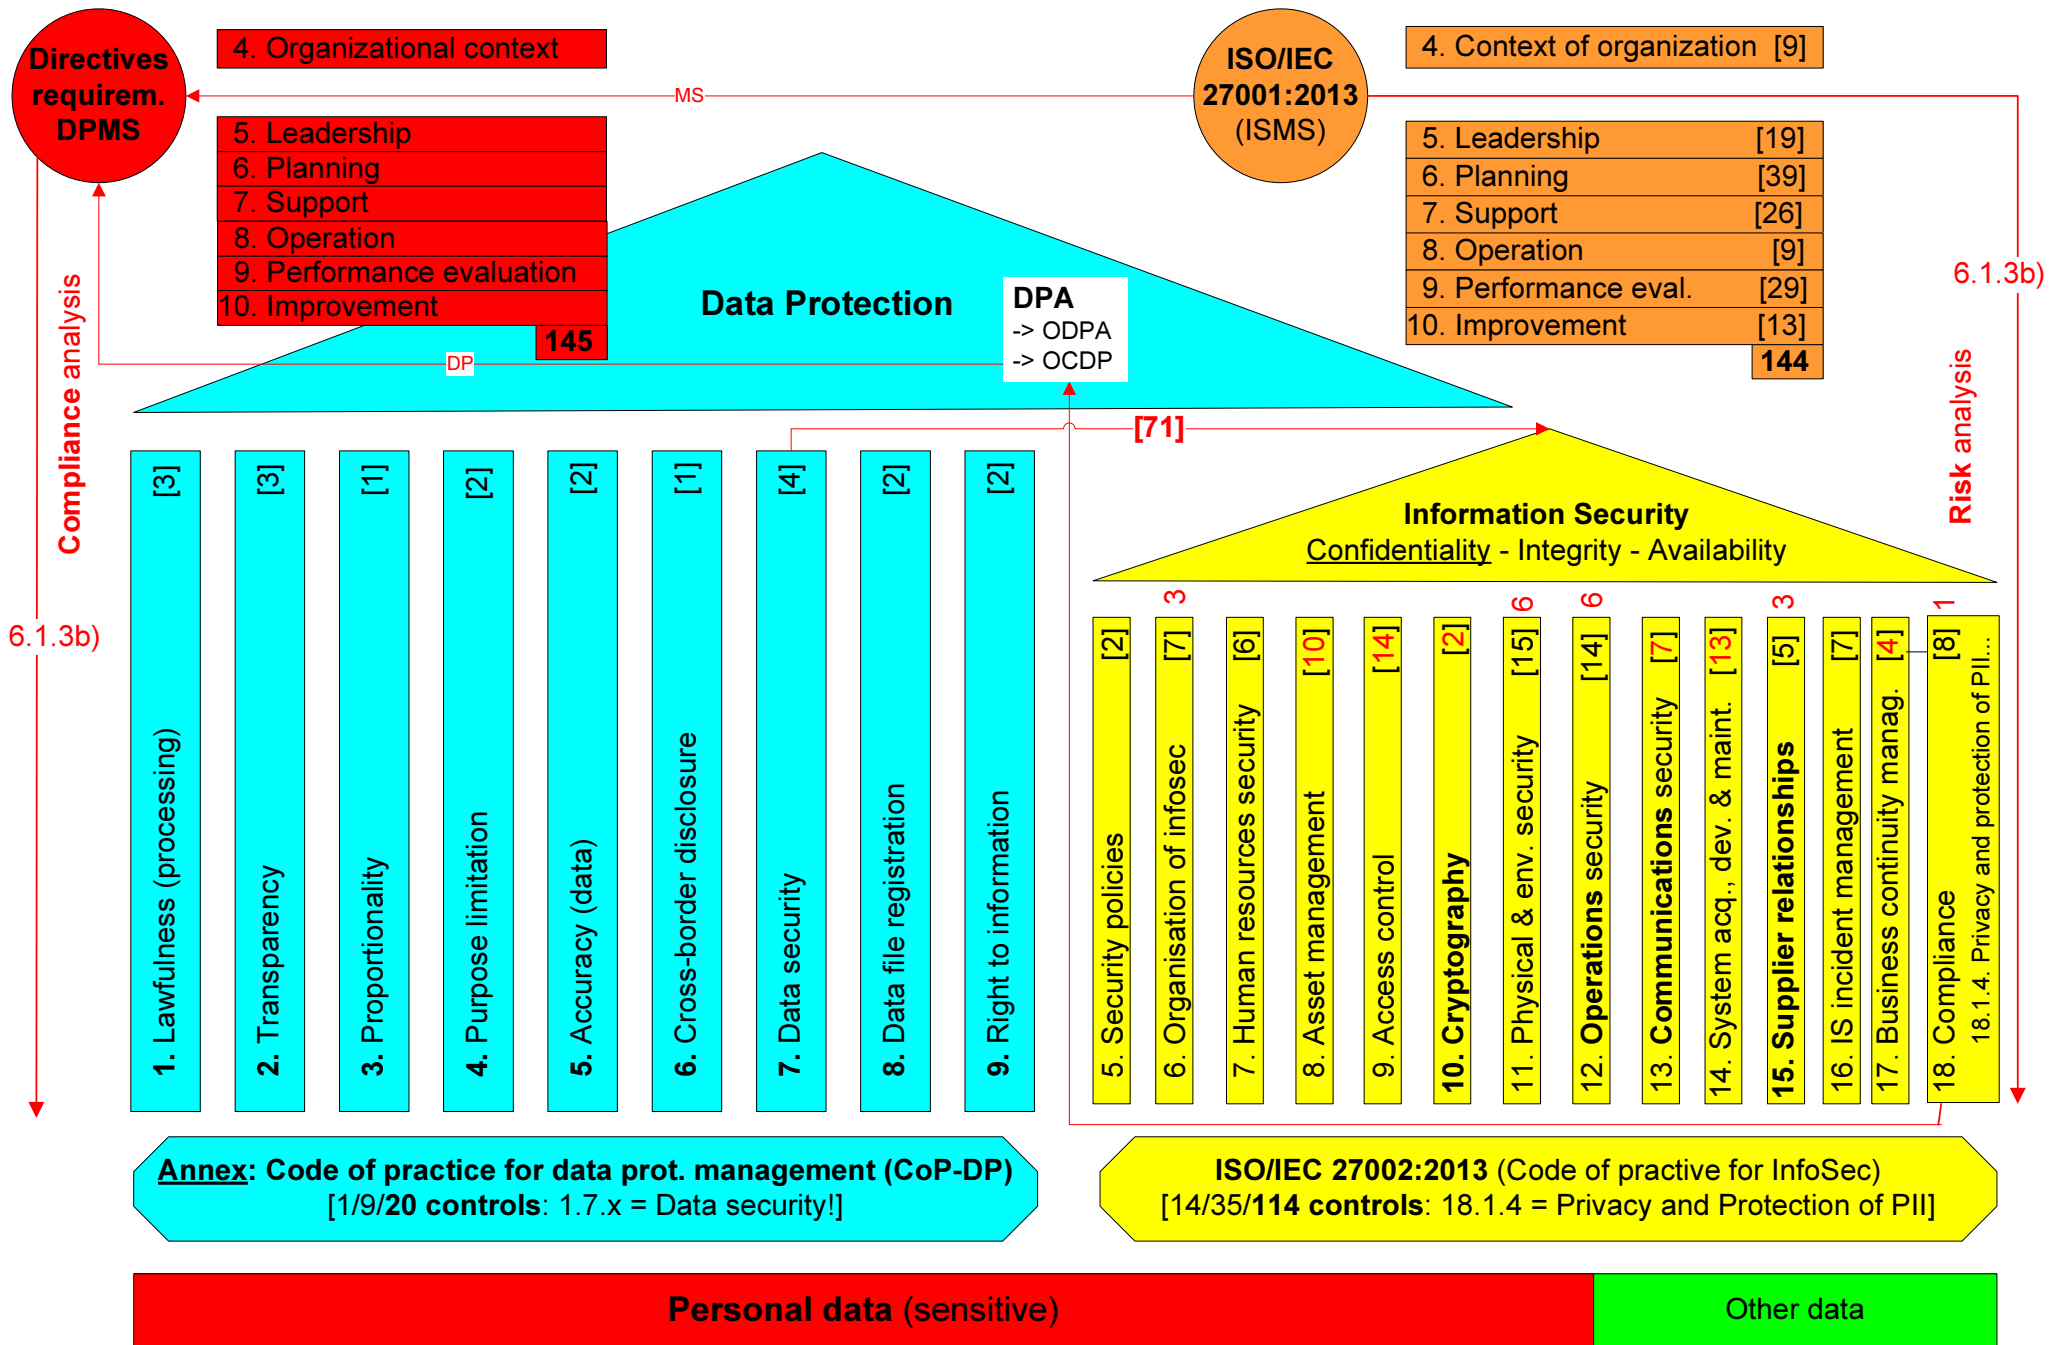 Directives
requirem.
DPMS
4. Organizational context
MS
ISO/IEC
27001:2013
(ISMS)
4. Context of organization [9]
5. Leadership
6. Planning
7. Support
8. Operation
9. Performance evaluation
10. Improvement
145
5. Leadership [19]
6. Planning [39]
7. Support [26]
8. Operation [9]
9. Performance eval. [29]
10. Improvement [13]
144
Data Protection
DPA
-> ODPA
-> OCDP
DP
Compliance analysis
6.1.3b)
6.1.3b)
Risk analysis
[71]
1. Lawfulness (processing) [3]
2. Transparency [3]
3. Proportionality [1]
4. Purpose limitation [2]
5. Accuracy (data) [2]
6. Cross-border disclosure [1]
7. Data security [4]
8. Data file registration [2]
9. Right to information [2]
Information Security
Confidentiality - Integrity - Availability
5. Security policies [2]
6. Organisation of infosec [7] 3
7. Human resources security [6]
8. Asset management [10]
9. Access control [14]
10. Cryptography [2]
11. Physical & env. security [15] 6
12. Operations security [14] 6
13. Communications security [7]
14. System acq., dev. & maint. [13]
15. Supplier relationships [5] 3
16. IS incident management [7]
17. Business continuity manag. [4]
18. Compliance [8] 1
18.1.4. Privacy and protection of PII...
Annex: Code of practice for data prot. management (CoP-DP)
[1/9/20 controls: 1.7.x = Data security!]
ISO/IEC 27002:2013 (Code of practive for InfoSec)
[14/35/114 controls: 18.1.4 = Privacy and Protection of PII]
Personal data (sensitive)
Other data